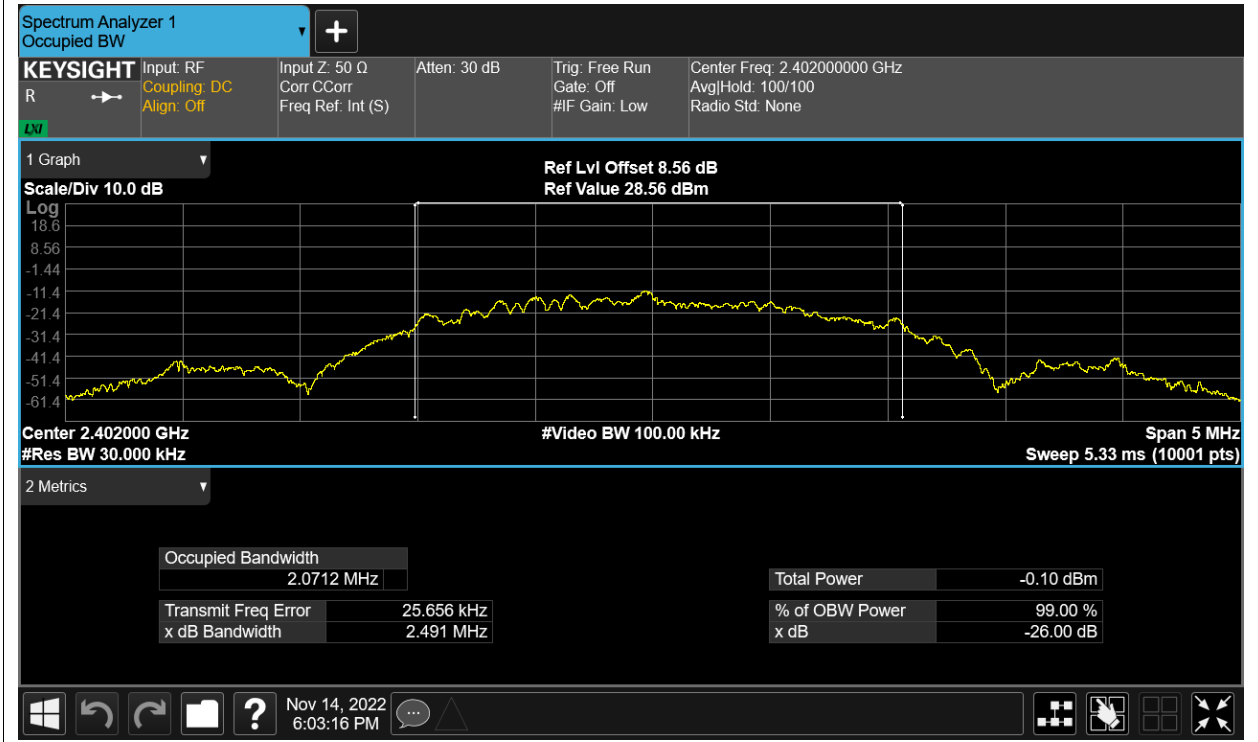 Spectrum Analyzer 1
Occupied BW
KEYSIGHT
R
LXI
Input: RF
Coupling: DC
Align: Off
Input Z: 50 Ω
Corr CCorr
Freq Ref: Int (S)
Atten: 30 dB
Trig: Free Run
Gate: Off
#IF Gain: Low
Center Freq: 2.402000000 GHz
Avg|Hold: 100/100
Radio Std: None
1 Graph
Scale/Div 10.0 dB
Ref Lvl Offset 8.56 dB
Ref Value 28.56 dBm
Log
18.6
8.56
-1.44
-11.4
-21.4
-31.4
-41.4
-51.4
-61.4
Center 2.402000 GHz
#Video BW 100.00 kHz
Span 5 MHz
#Res BW 30.000 kHz
Sweep 5.33 ms (10001 pts)
2 Metrics
Occupied Bandwidth
2.0712 MHz
Total Power -0.10 dBm
Transmit Freq Error 25.656 kHz
% of OBW Power 99.00 %
x dB Bandwidth 2.491 MHz
x dB -26.00 dB
?
Nov 14, 2022
6:03:16 PM